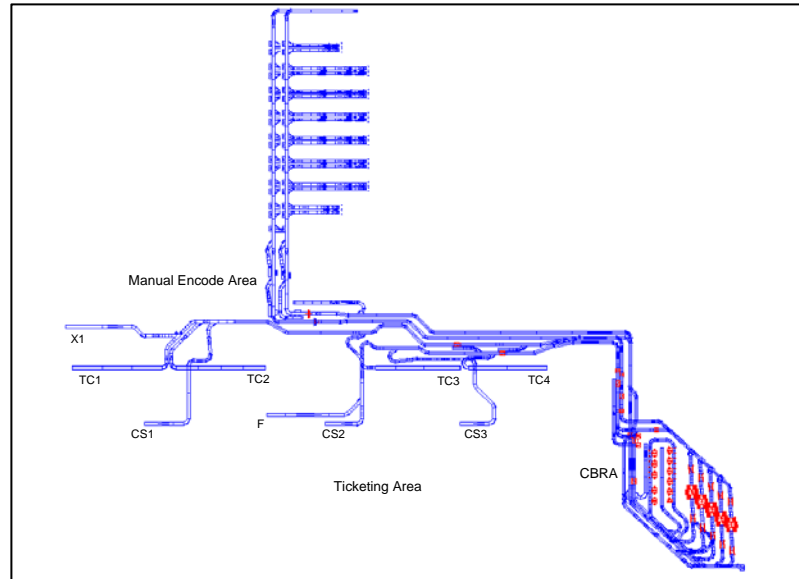 Manual Encode Area
X1
TC1
TC2
TC3
TC4
CS1
F
CS2
CS3
CBRA
Ticketing Area